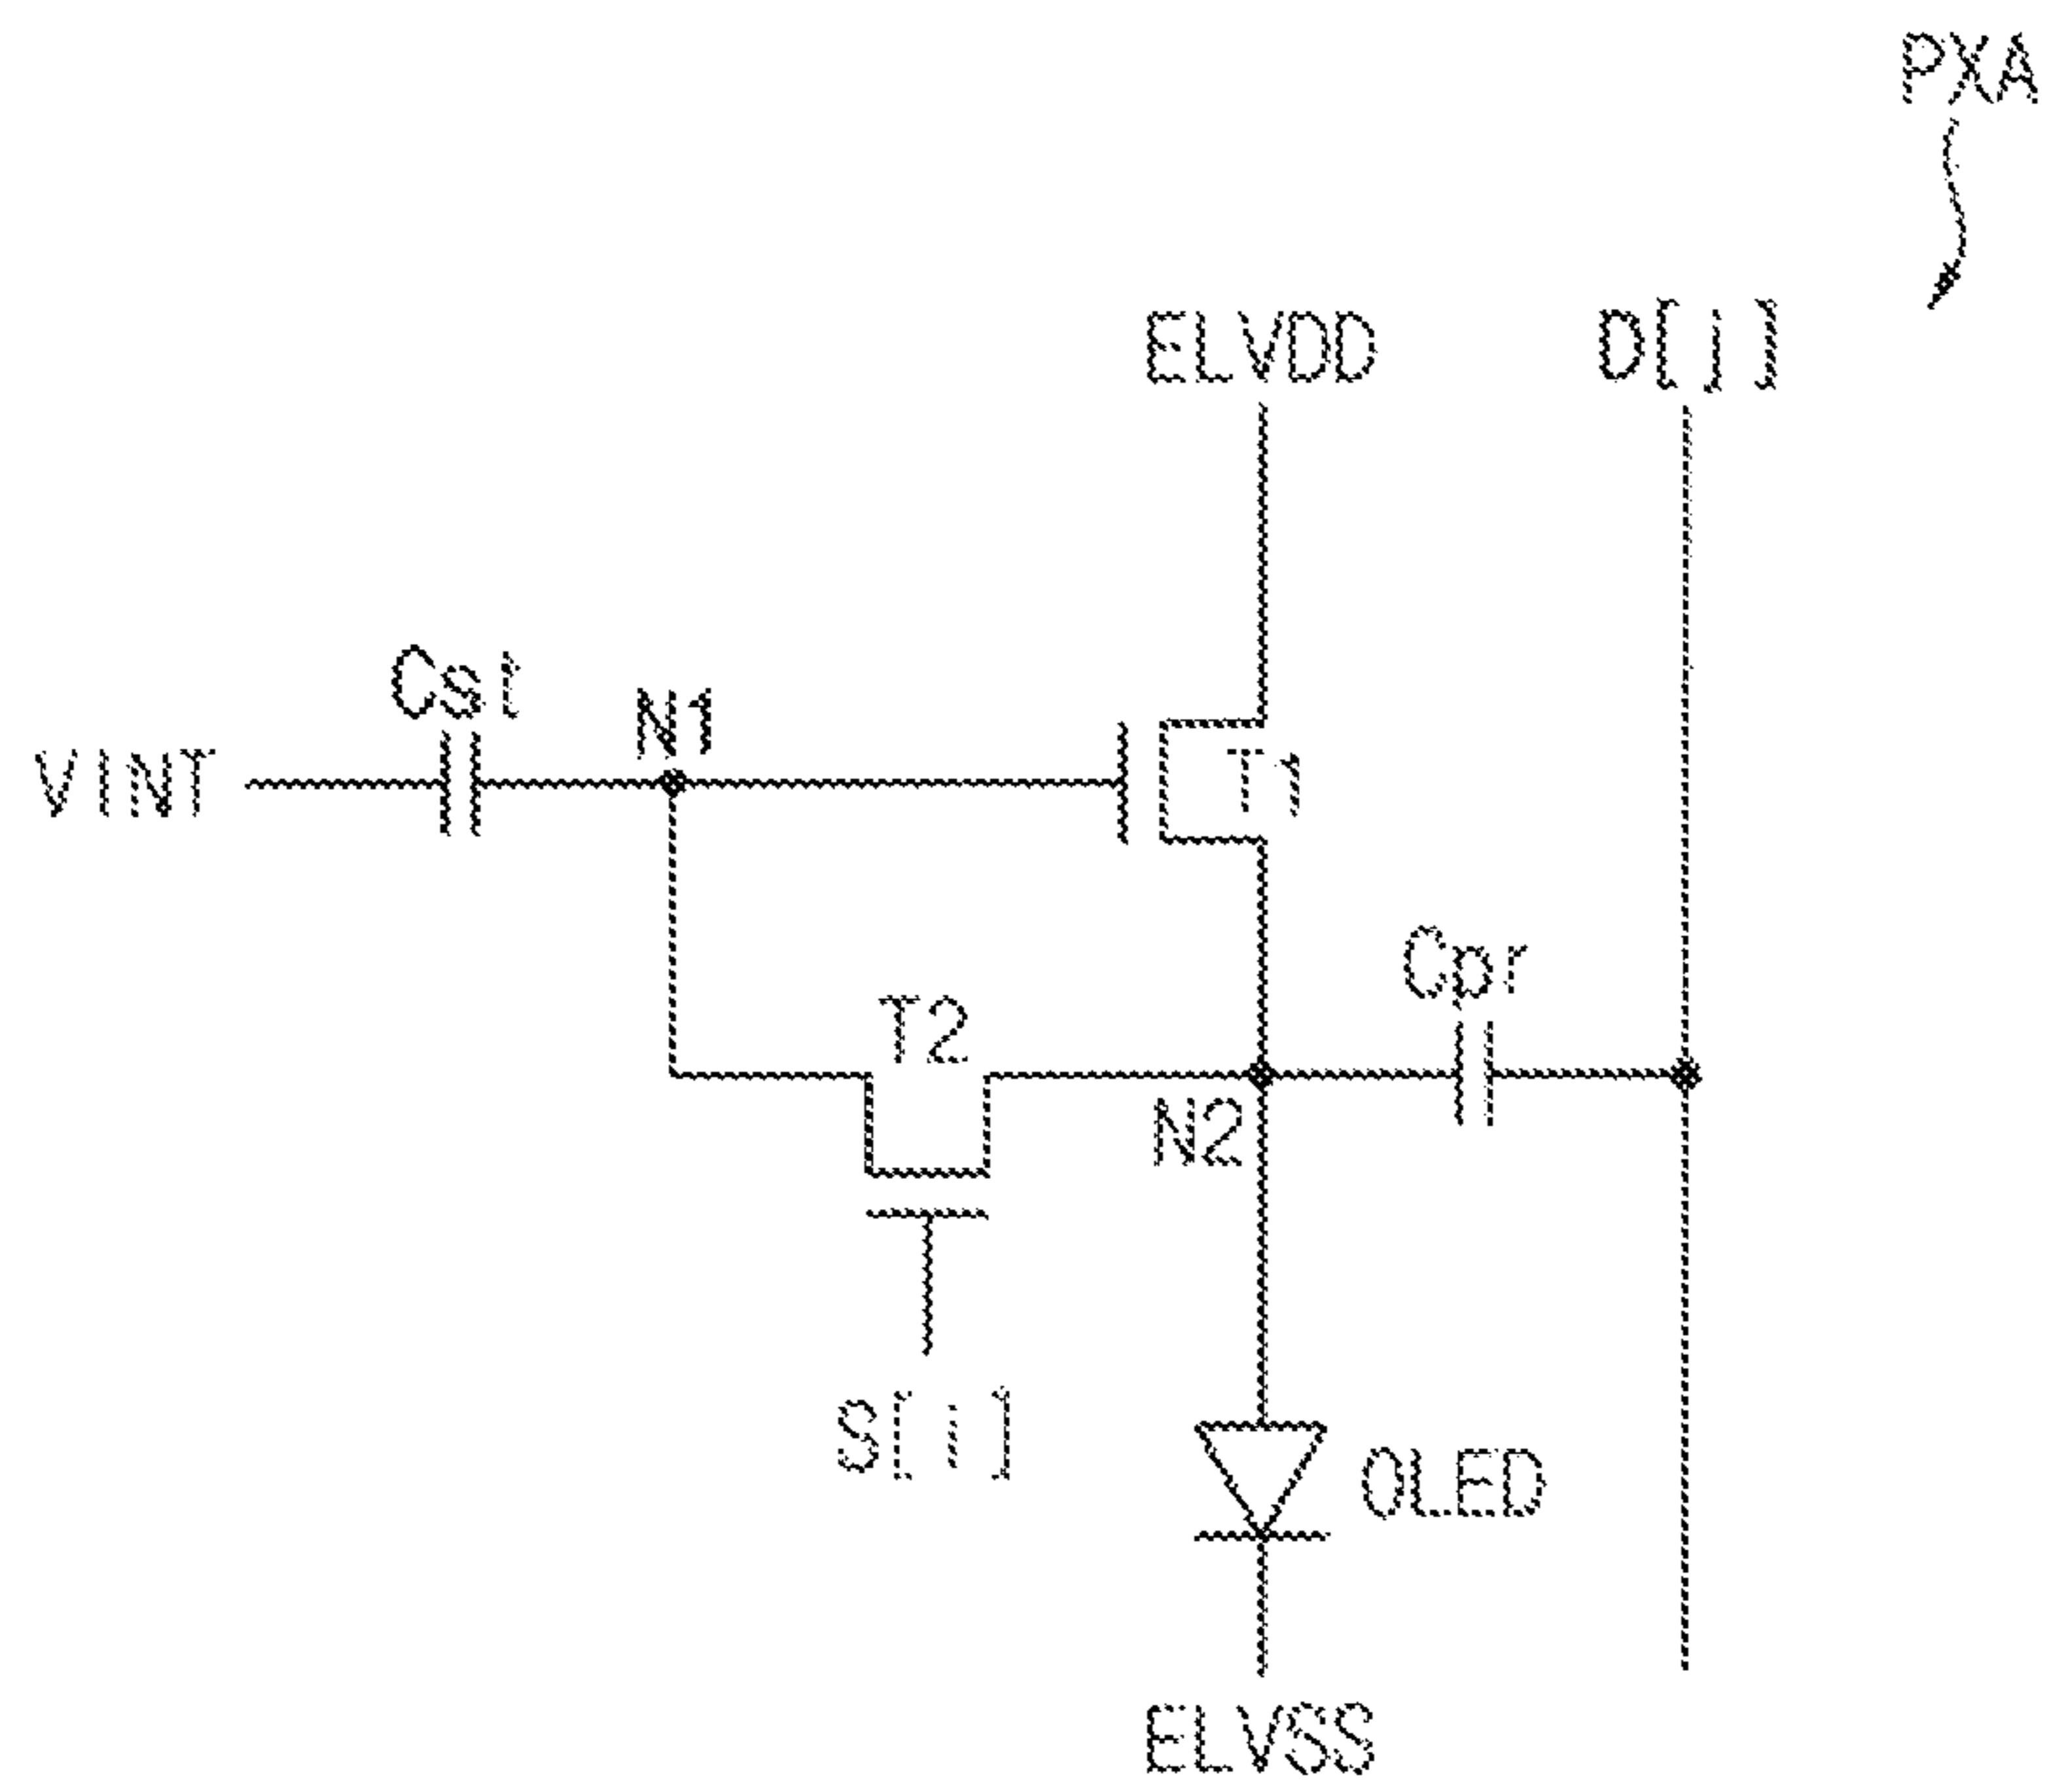 PXA
ELVDD
D[j]
Cst
N1
VINT
T1
Cpr
T2
N2
S[i]
OLED
ELVSS